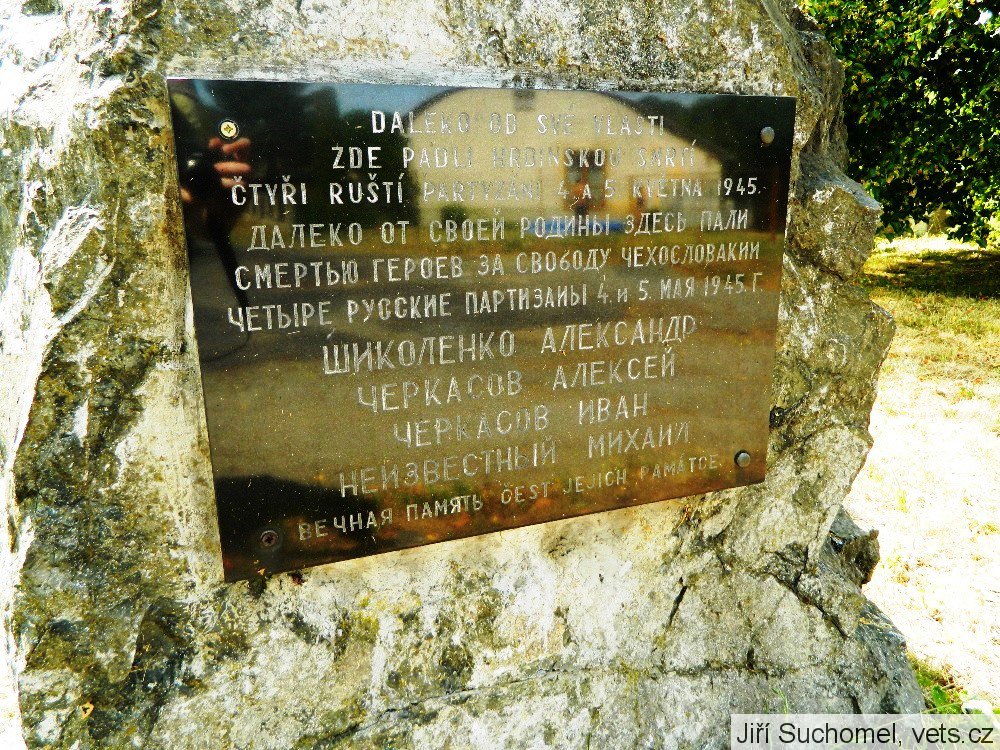 DALEKO OD SVÉ VLASTI
ZDE PADLI HRDINSKOU SMRTÍ
ČTYŘI RUŠTÍ PARTYZÁNI 4. A 5. KVĚTNA 1945.
ДАЛЕКО ОТ СВОЕЙ РОДИНЫ ЗДЕСЬ ПАЛИ
СМЕРТЬЮ ГЕРОЕВ ЗА СВОБОДУ ЧЕХОСЛОВАКИИ
ЧЕТЫРЕ РУССКИЕ ПАРТИЗАНЫ 4. и 5. МАЯ 1945. Г.
ШИКОЛЕНКО АЛЕКСАНДР
ЧЕРКАСОВ АЛЕКСЕЙ
ЧЕРКАСОВ ИВАН
НЕИЗВЕСТНЫЙ МИХАИЛ
ВЕЧНАЯ ПАМЯТЬ ČEST JEJICH PAMÁTCE.
Jiří Suchomel, vets.cz